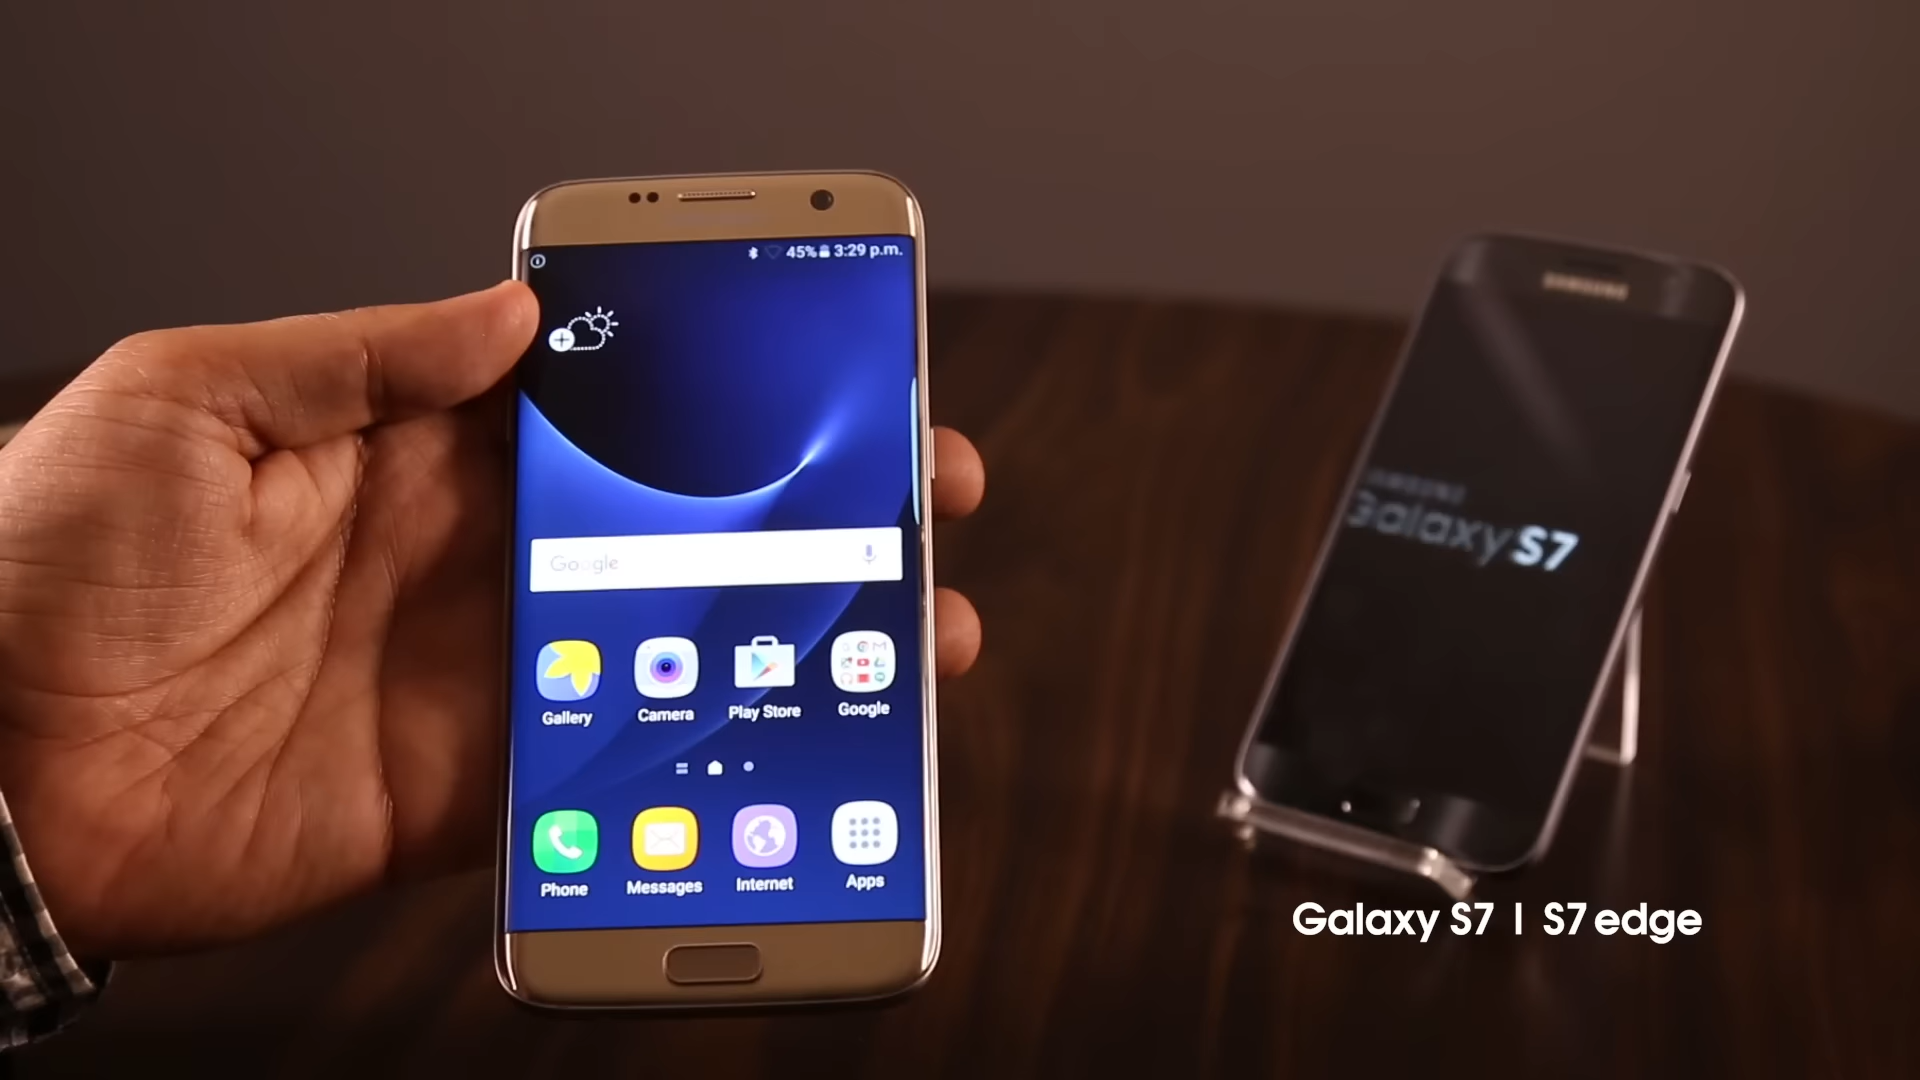 45% 3:29 p.m.
Google
Gallery Camera Play Store Google
Phone Messages Internet Apps
SAMSUNG
SAMSUNG
Galaxy S7
Galaxy S7 | S7 edge